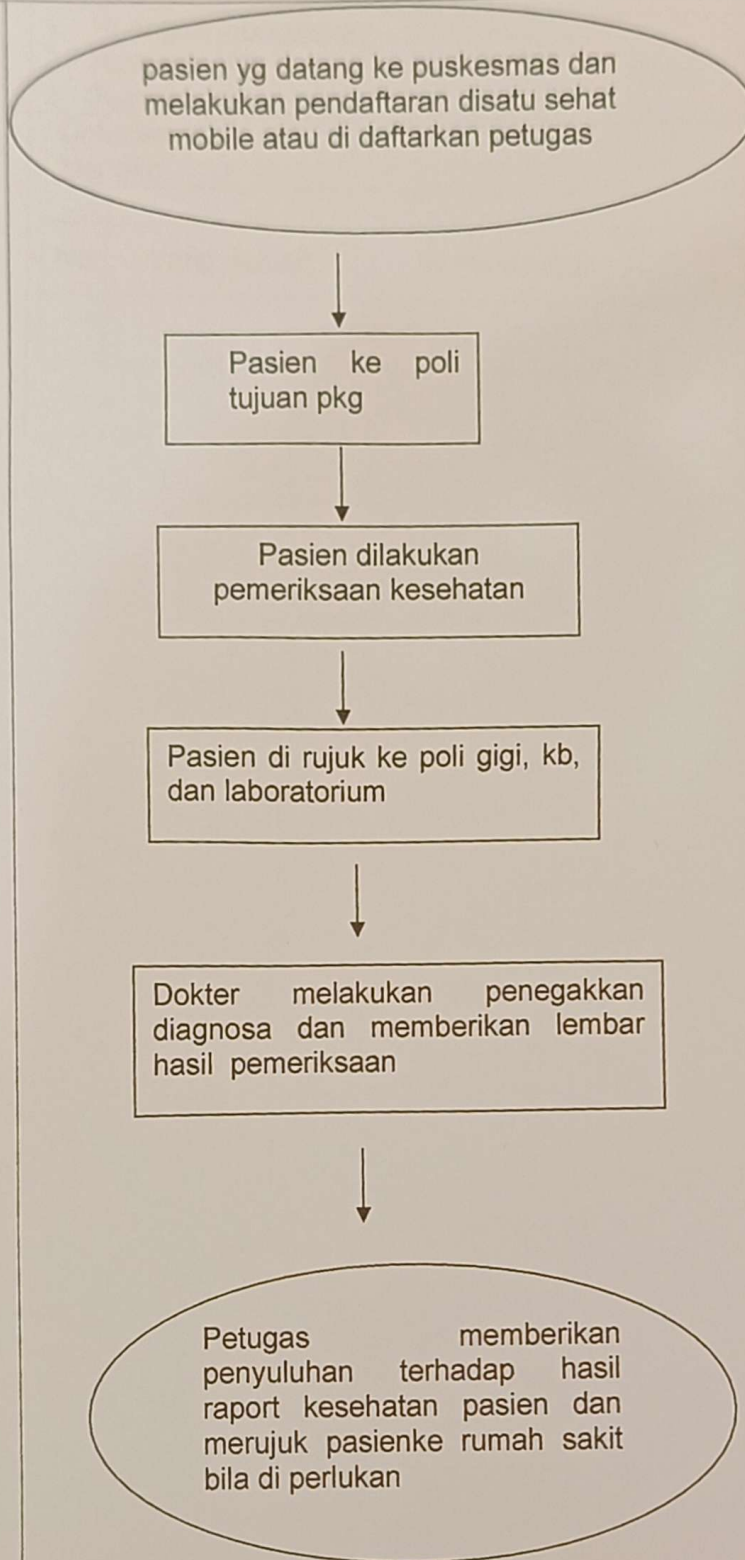 pasien yg datang ke puskesmas dan
melakukan pendaftaran disatu sehat
mobile atau di daftarkan petugas
Pasien ke poli
tujuan pkg
Pasien dilakukan
pemeriksaan kesehatan
Pasien di rujuk ke poli gigi, kb,
dan laboratorium
Dokter melakukan penegakkan
diagnosa dan memberikan lembar
hasil pemeriksaan
Petugas memberikan
penyuluhan terhadap hasil
raport kesehatan pasien dan
merujuk pasienke rumah sakit
bila di perlukan